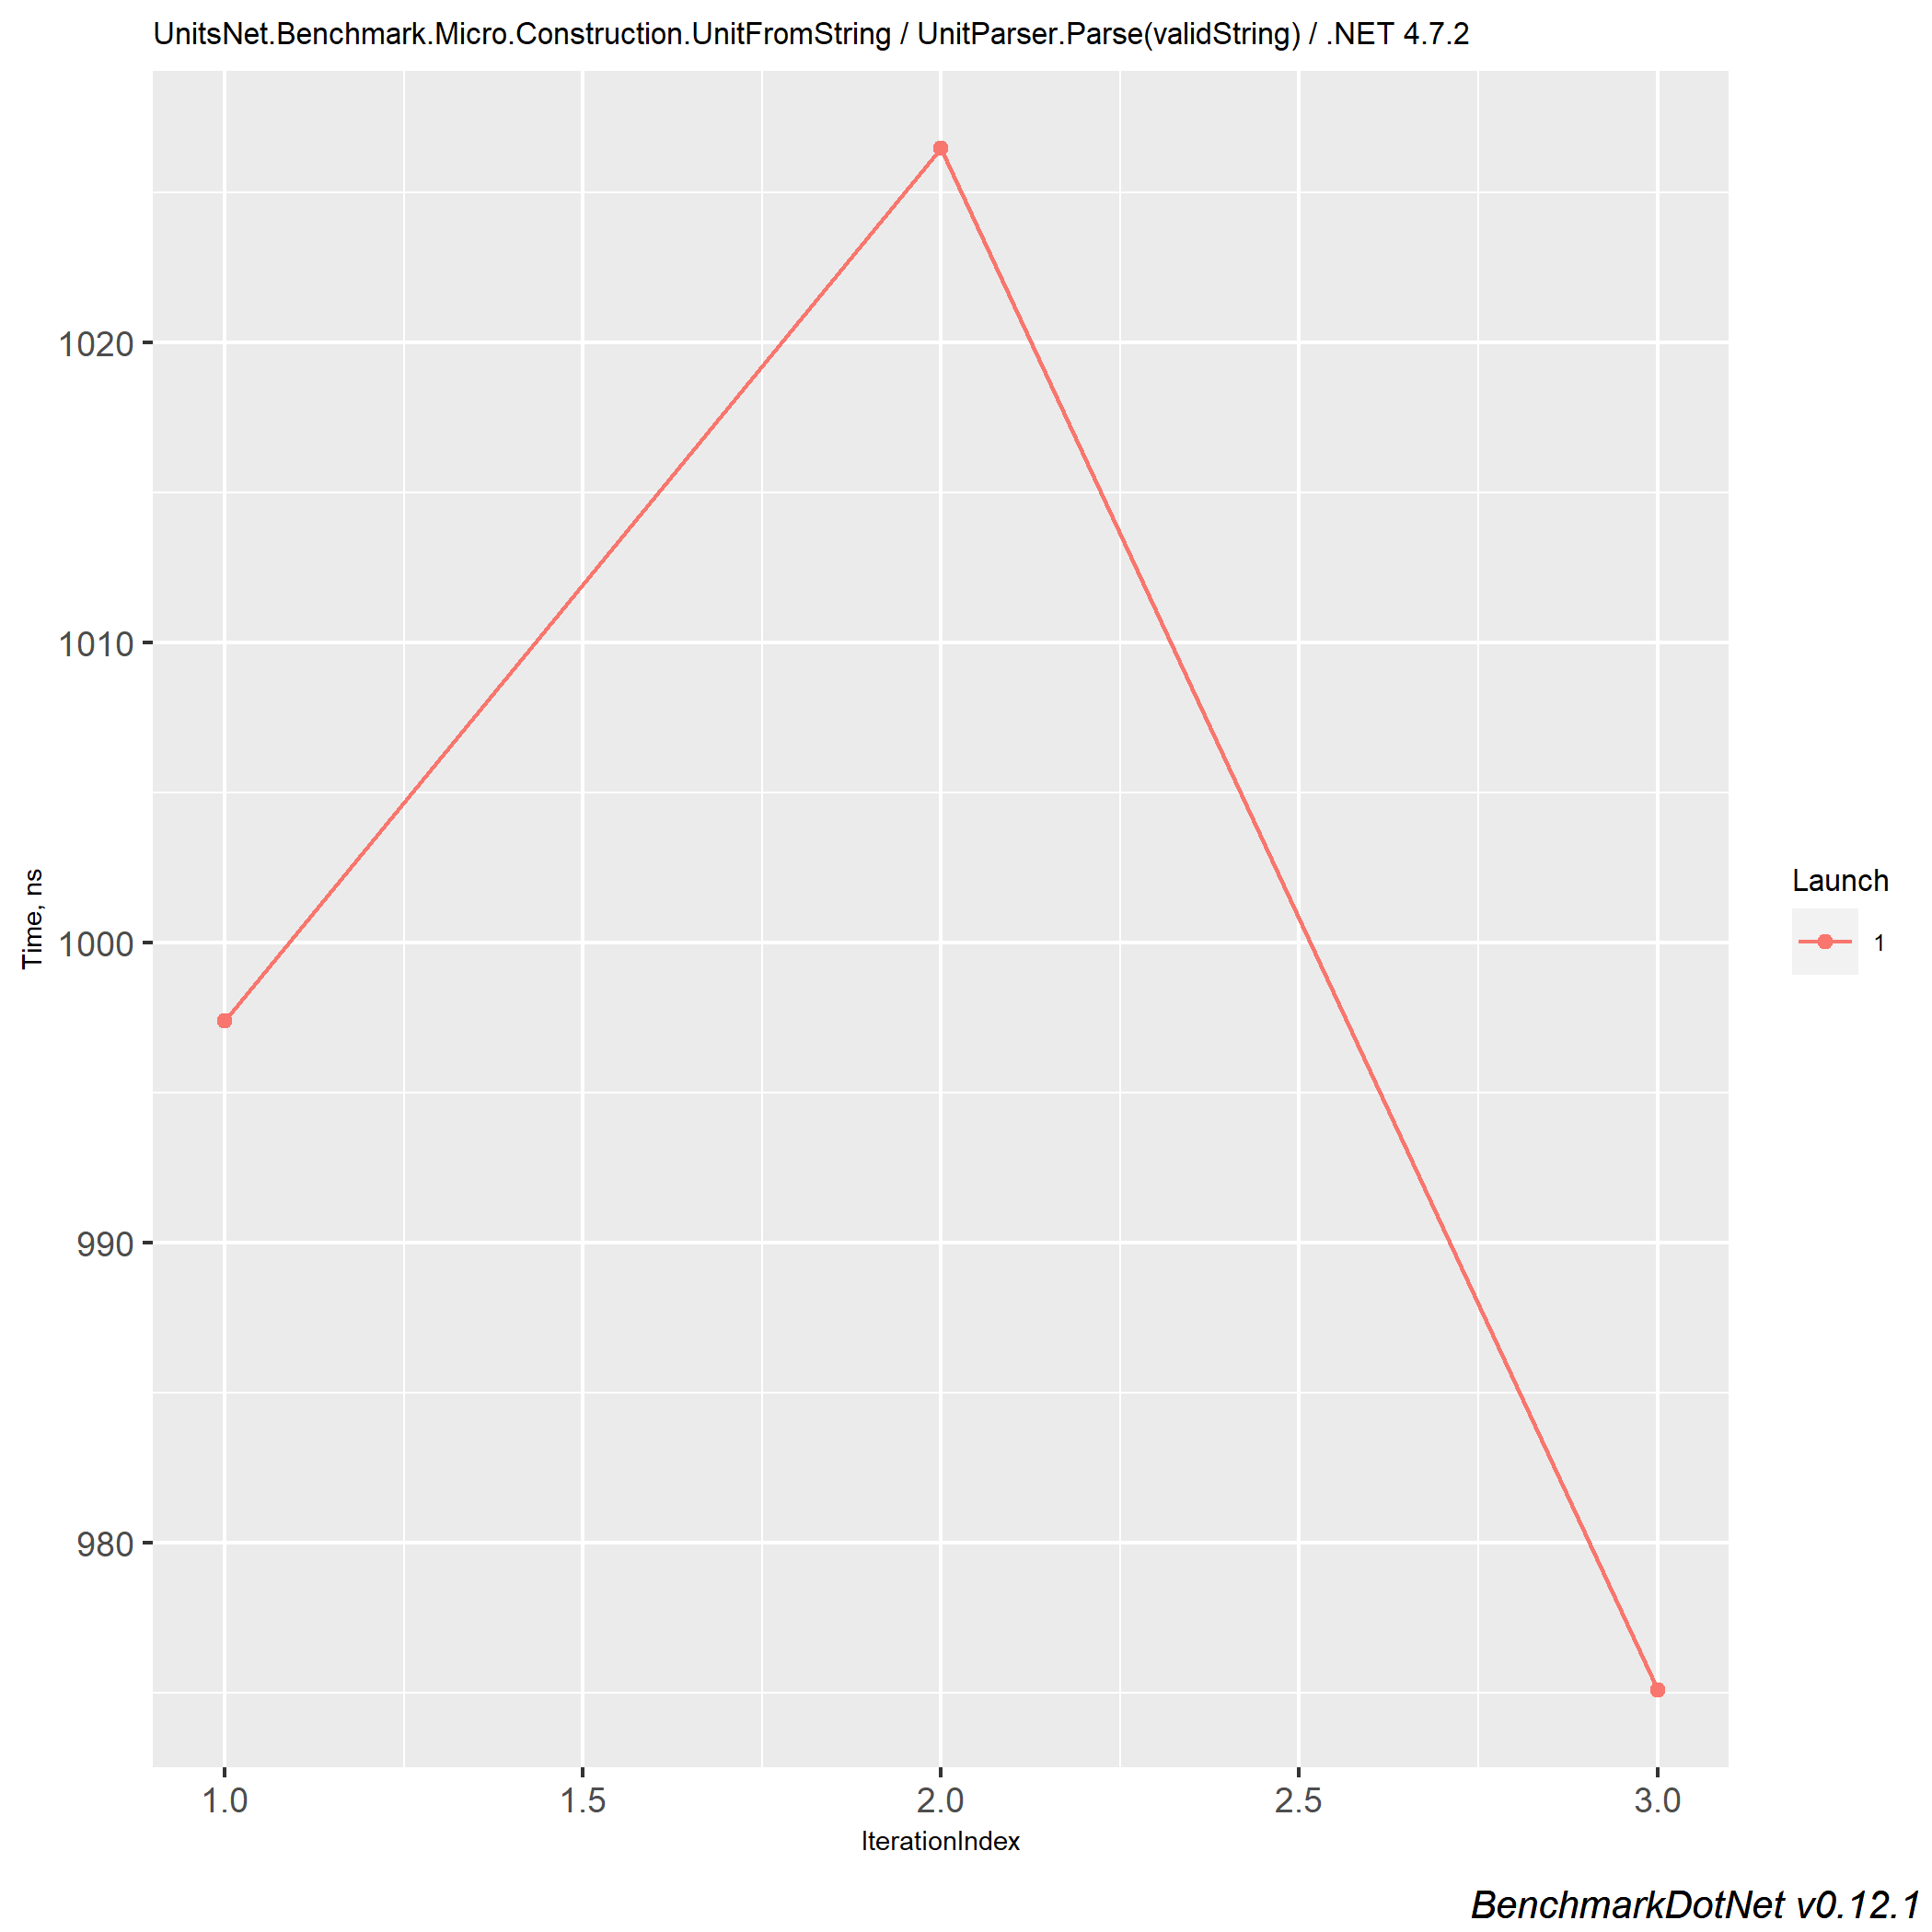 UnitsNet.Benchmark.Micro.Construction.UnitFromString / UnitParser.Parse(validString) / .NET 4.7.2
Time, ns
1020
1010
1000
990
980
1.0 1.5 2.0 2.5 3.0
IterationIndex
Launch
1
BenchmarkDotNet v0.12.1